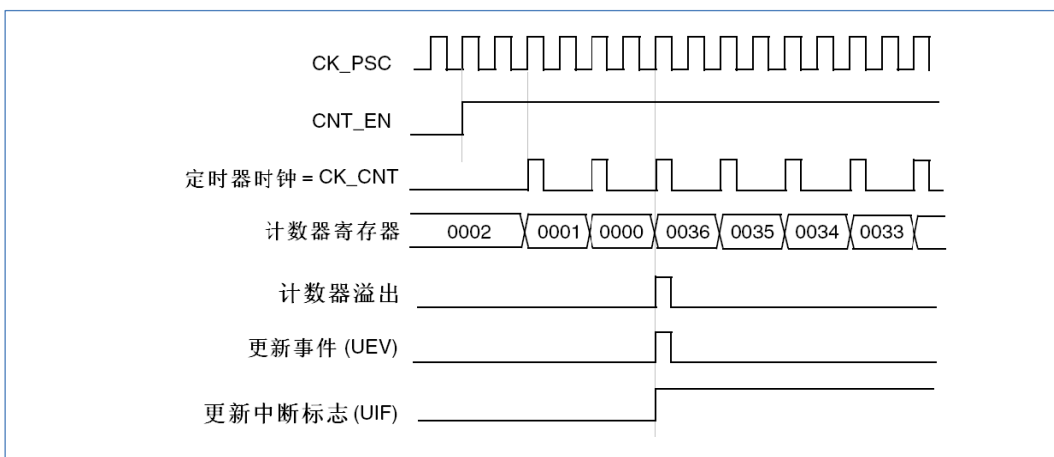 CK_PSC
CNT_EN
定时器时钟 = CK_CNT
计数器寄存器 0002 0001 0000 0036 0035 0034 0033
计数器溢出
更新事件 (UEV)
更新中断标志 (UIF)